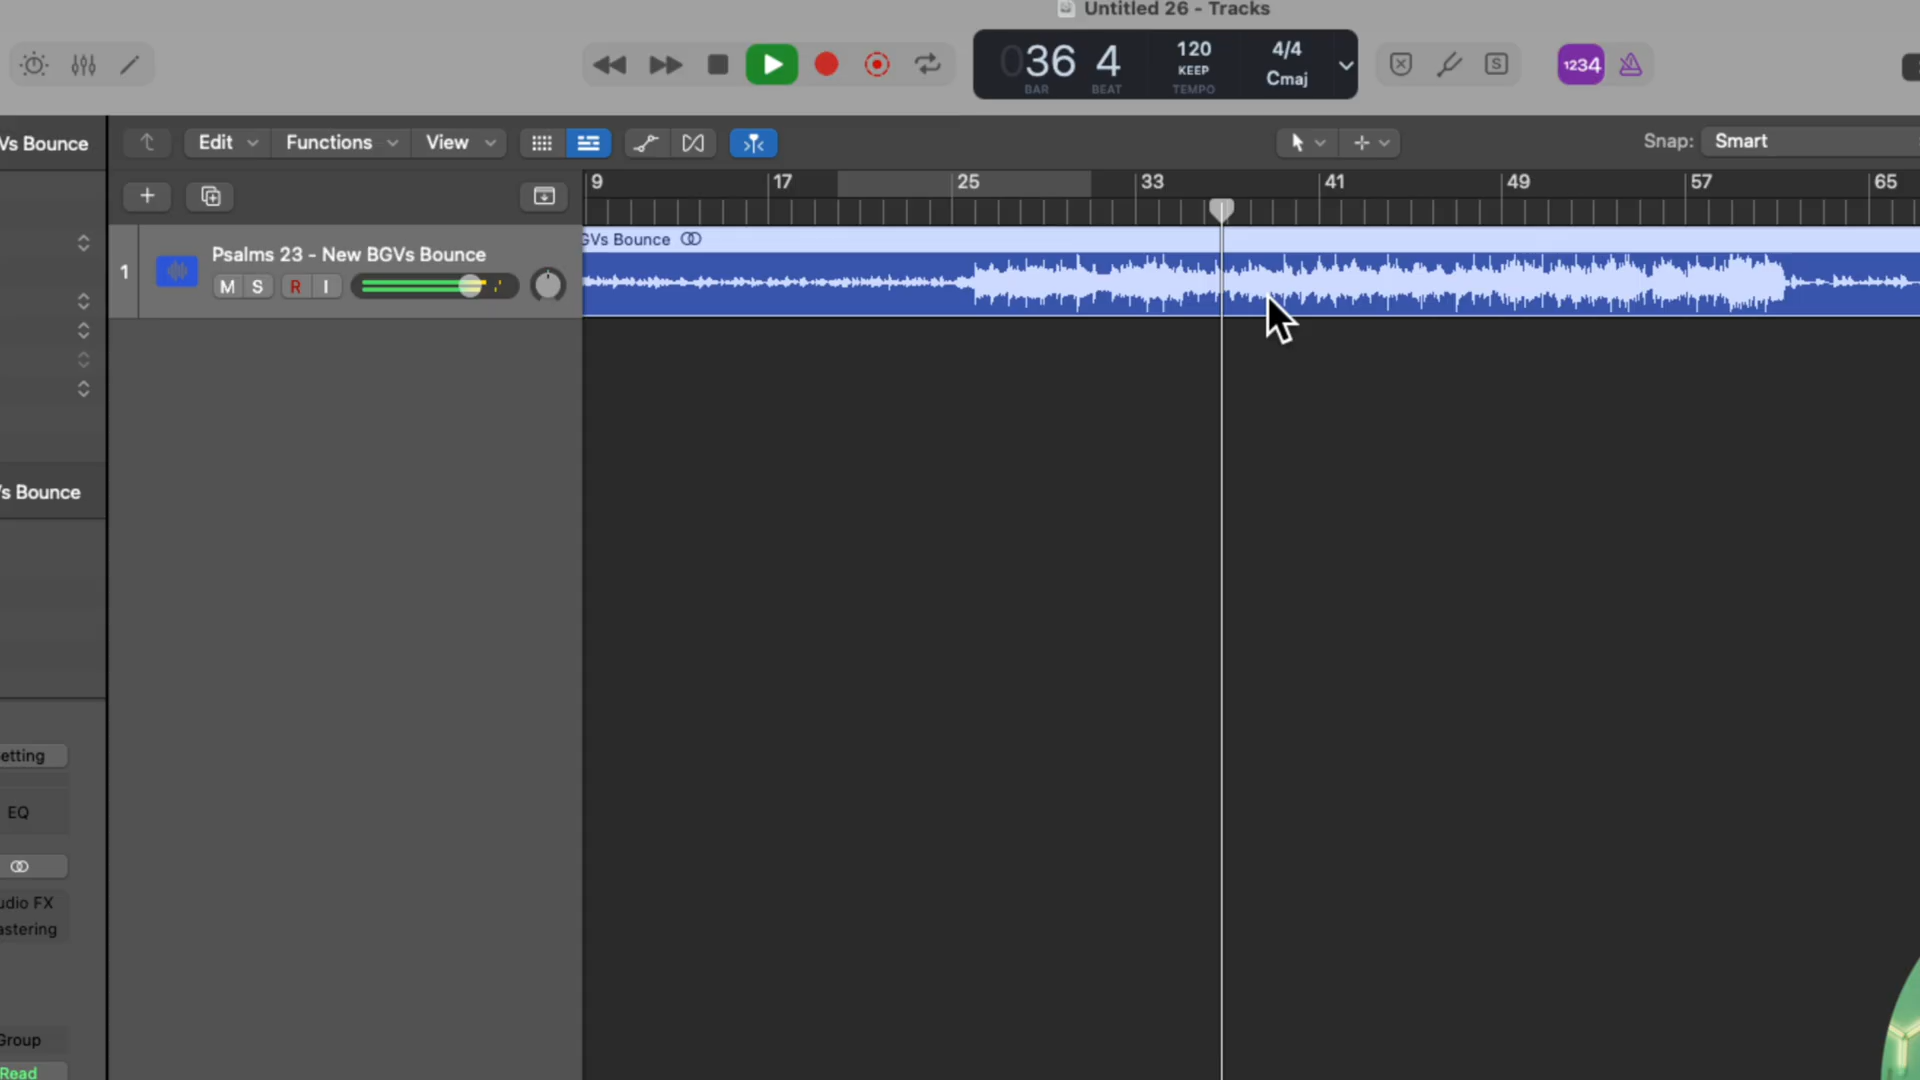 Untitled 26 - Tracks
036 4
BAR BEAT
120
KEEP
TEMPO
4/4
Cmaj
S
1234
Vs Bounce
Edit
Functions
View
Snap: Smart
9 17 25 33 41 49 57 65
GVs Bounce
1
Psalms 23 - New BGVs Bounce
M S R I
's Bounce
etting
EQ
udio FX
astering
Group
Read